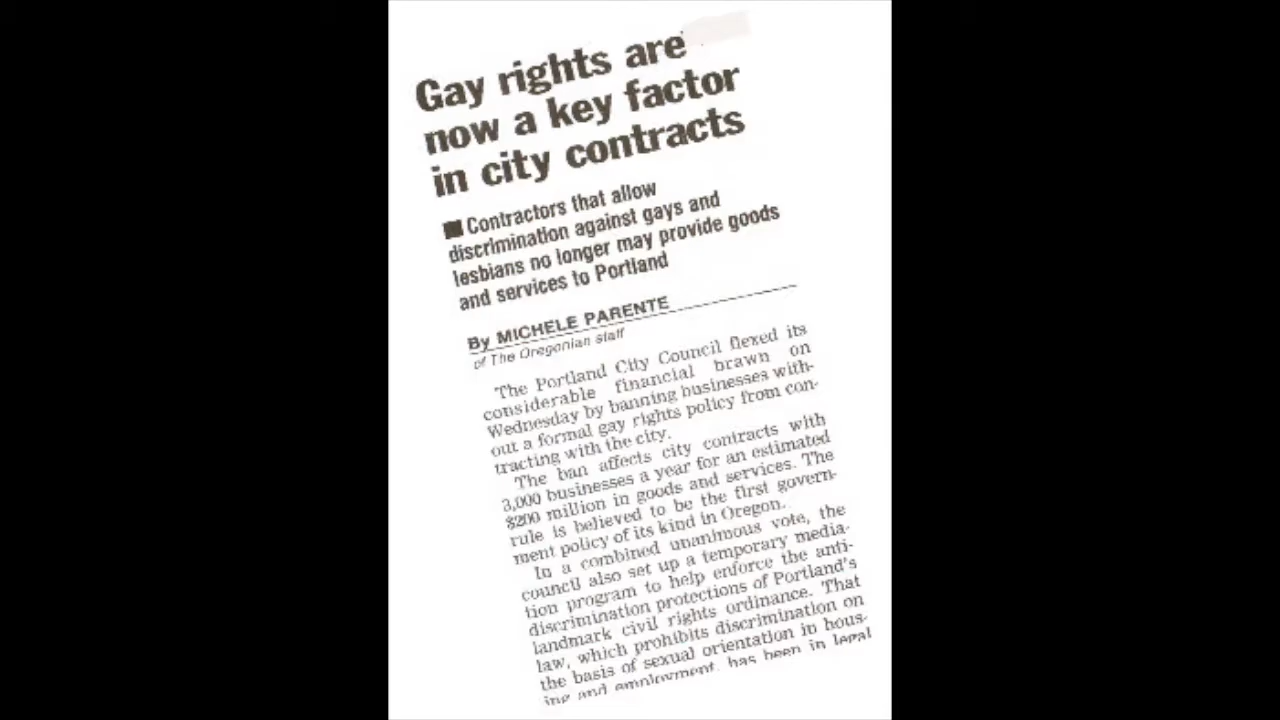 Gay rights are
now a key factor
in city contracts
■ Contractors that allow
discrimination against gays and
lesbians no longer may provide goods
and services to Portland
By MICHELE PARENTE
of The Oregonian staff
The Portland City Council flexed its
considerable financial brawn on
Wednesday by banning businesses with-
out a formal gay rights policy from con-
tracting with the city.
The ban affects city contracts with
3,000 businesses a year for an estimated
$200 million in goods and services. The
rule is believed to be the first govern-
ment policy of its kind in Oregon.
In a combined unanimous vote, the
council also set up a temporary media-
tion program to help enforce the anti-
discrimination protections of Portland's
landmark civil rights ordinance. That
law, which prohibits discrimination on
the basis of sexual orientation in hous-
ing and employment, has been in legal